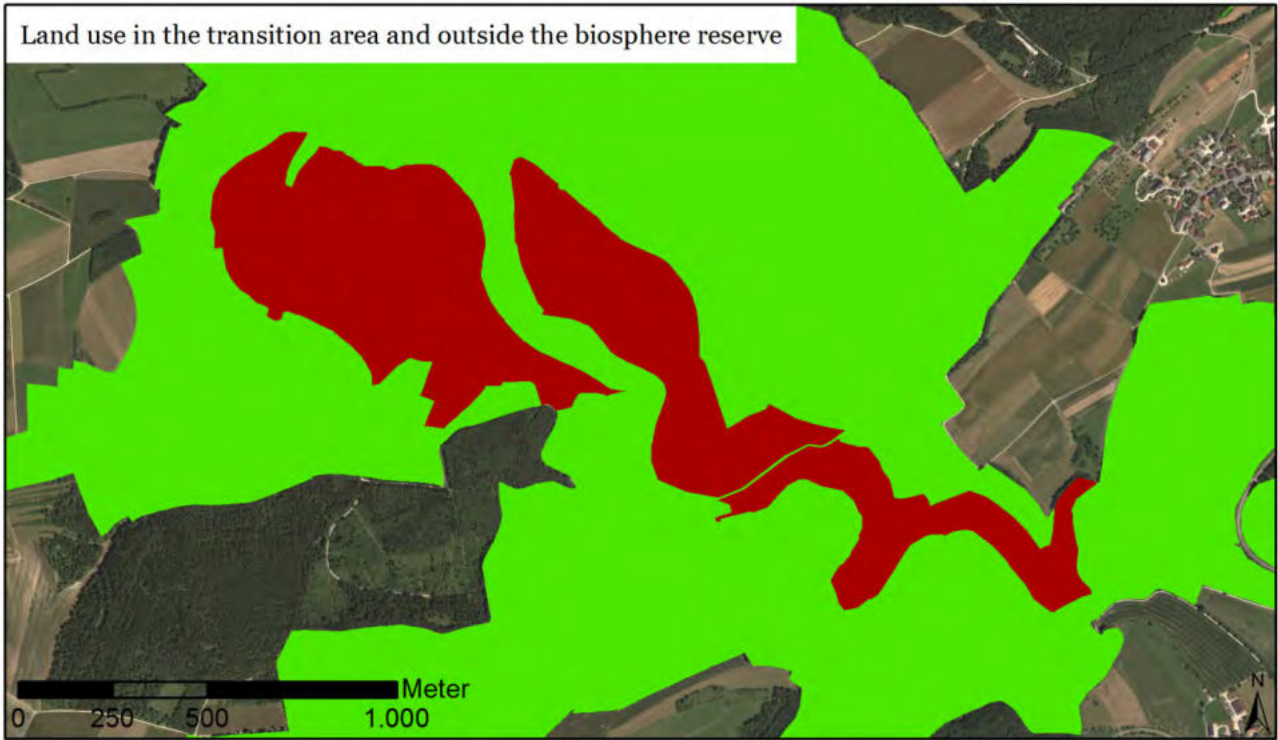 Land use in the transition area and outside the biosphere reserve
Meter
0 250 500 1.000
N